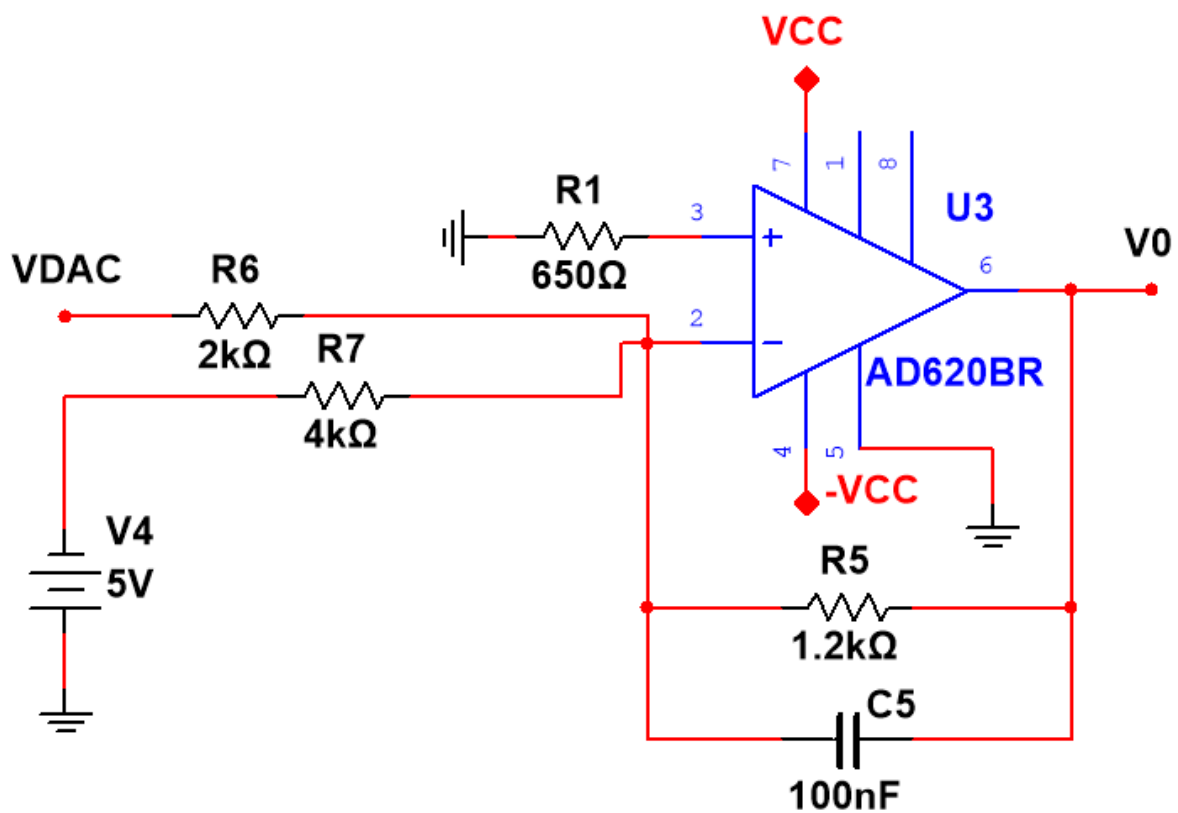 VCC
7
1
8
R1
3
U3
+
650Ω
VDAC
R6
6
V0
2kΩ
R7
2
−
AD620BR
4kΩ
4
5
-VCC
V4
5V
R5
1.2kΩ
C5
100nF